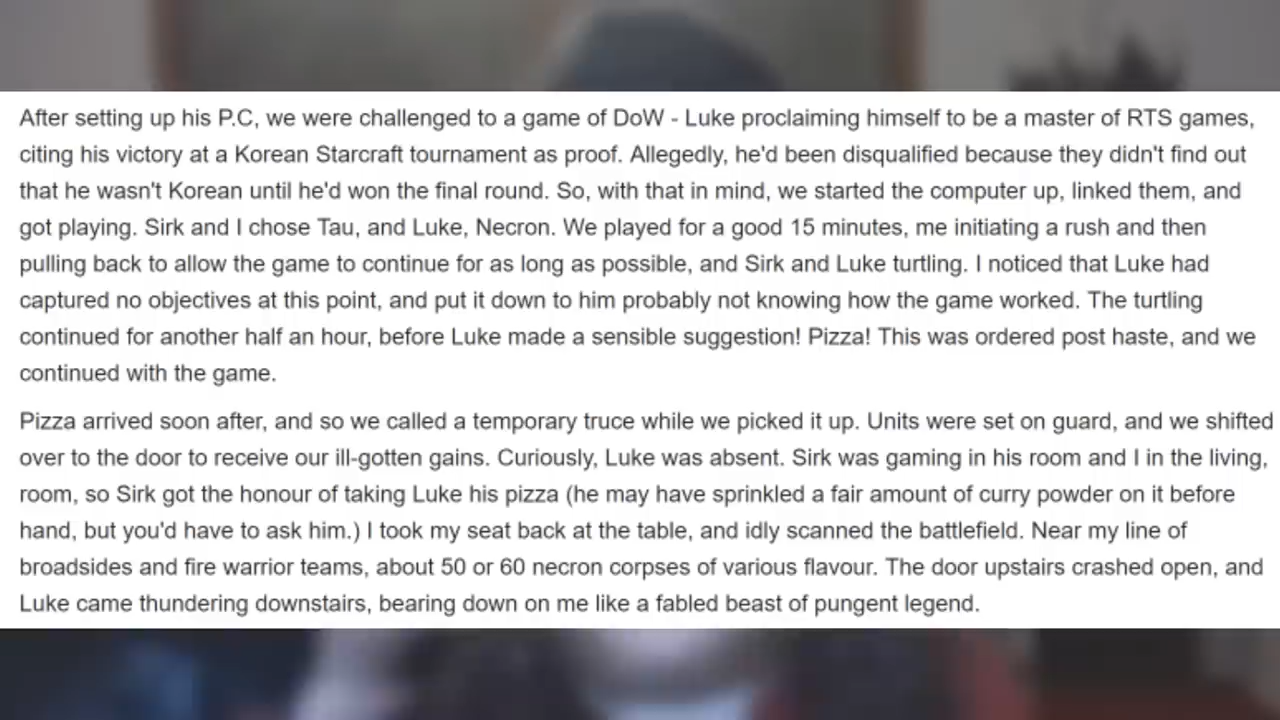 After setting up his P.C, we were challenged to a game of DoW - Luke proclaiming himself to be a master of RTS games,
citing his victory at a Korean Starcraft tournament as proof. Allegedly, he'd been disqualified because they didn't find out
that he wasn't Korean until he'd won the final round. So, with that in mind, we started the computer up, linked them, and
got playing. Sirk and I chose Tau, and Luke, Necron. We played for a good 15 minutes, me initiating a rush and then
pulling back to allow the game to continue for as long as possible, and Sirk and Luke turtling. I noticed that Luke had
captured no objectives at this point, and put it down to him probably not knowing how the game worked. The turtling
continued for another half an hour, before Luke made a sensible suggestion! Pizza! This was ordered post haste, and we
continued with the game.
Pizza arrived soon after, and so we called a temporary truce while we picked it up. Units were set on guard, and we shifted
over to the door to receive our ill-gotten gains. Curiously, Luke was absent. Sirk was gaming in his room and I in the living,
room, so Sirk got the honour of taking Luke his pizza (he may have sprinkled a fair amount of curry powder on it before
hand, but you'd have to ask him.) I took my seat back at the table, and idly scanned the battlefield. Near my line of
broadsides and fire warrior teams, about 50 or 60 necron corpses of various flavour. The door upstairs crashed open, and
Luke came thundering downstairs, bearing down on me like a fabled beast of pungent legend.